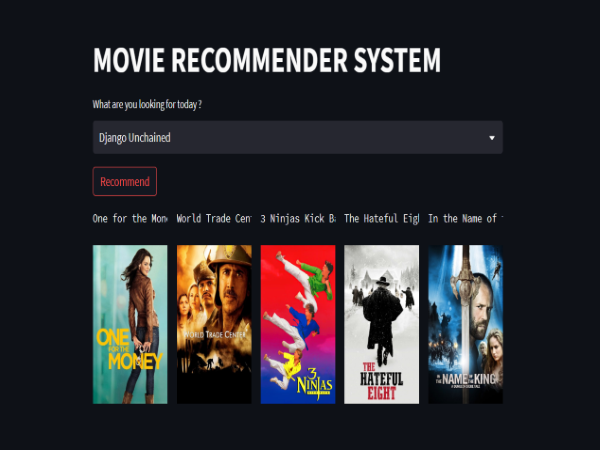 MOVIE RECOMMENDER SYSTEM
What are you looking for today ?
Django Unchained
Recommend
One for the Mon
World Trade Cen
3 Ninjas Kick Ba
The Hateful Eigh
In the Name of
ONE
FOR THE
MONEY
WORLD TRADE CENTER
3
NINJAS
THE
HATEFUL
EIGHT
IN THE NAME OF THE KING